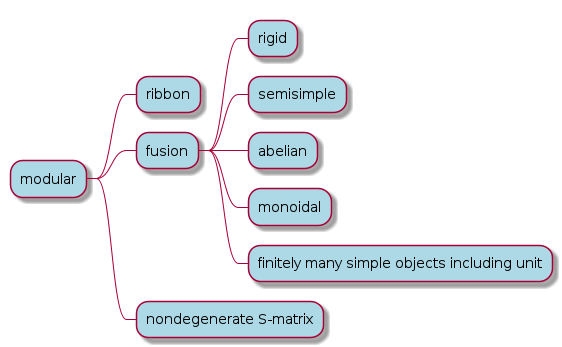 modular
ribbon
fusion
rigid
semisimple
abelian
monoidal
finitely many simple objects including unit
nondegenerate S-matrix